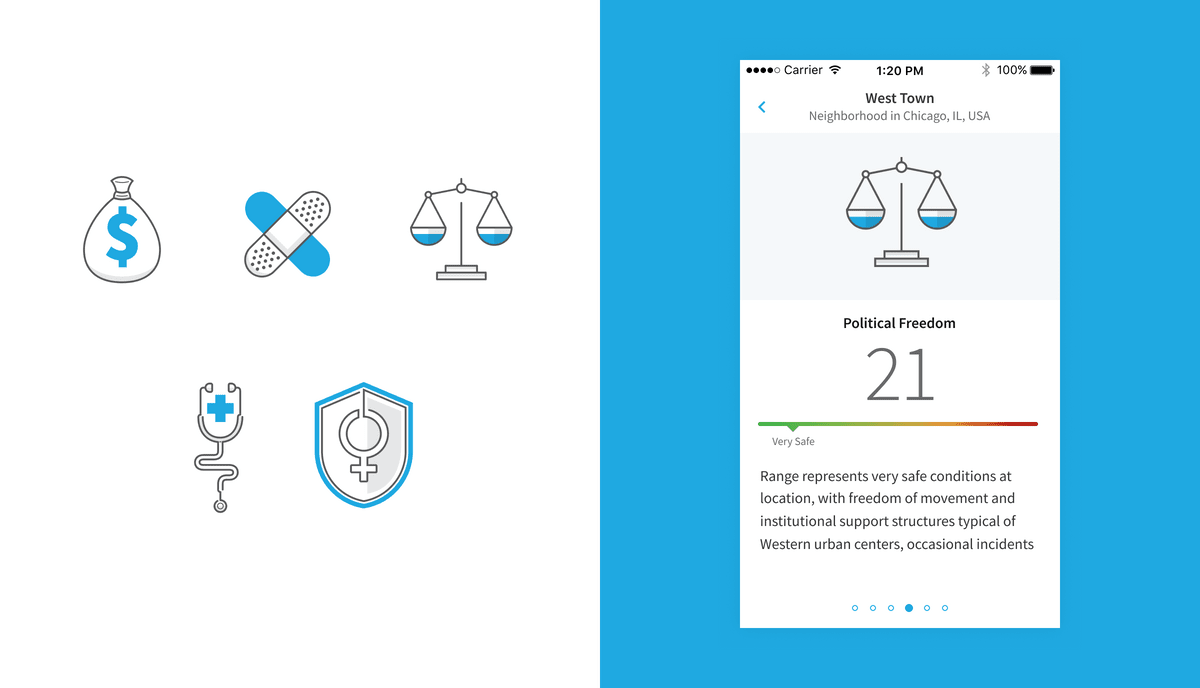 $
Carrier 1:20 PM 100%
West Town
Neighborhood in Chicago, IL, USA
Political Freedom
21
Very Safe
Range represents very safe conditions at
location, with freedom of movement and
institutional support structures typical of
Western urban centers, occasional incidents